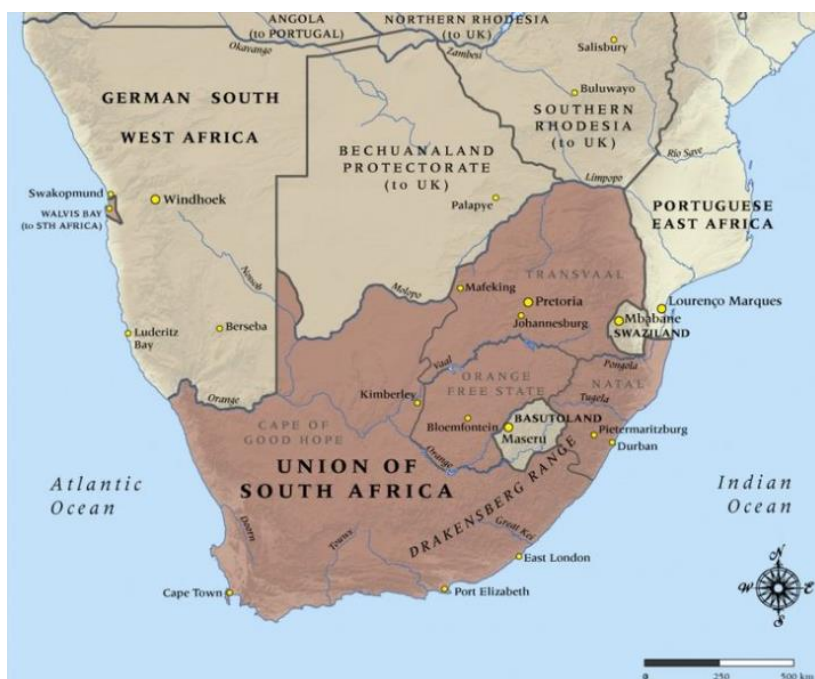 ANGOLA
(to PORTUGAL)
NORTHERN RHODESIA
(to UK)
Okavango
Zambesi
Salisbury
Buluwayo
GERMAN SOUTH
WEST AFRICA
SOUTHERN
RHODESIA
(to UK)
BECHUANALAND
PROTECTORATE
(to UK)
Rio Save
Limpopo
Swakopmund
WALVIS BAY
(to STH AFRICA)
Windhoek
Palapye
PORTUGUESE
EAST AFRICA
Nossob
Molopo
TRANSVAAL
Mafeking
Pretoria
Johannesburg
Lourenço Marques
Mbabane
SWAZILAND
Luderitz
Bay
Berseba
Orange
Vaal
Pongola
ORANGE
FREE STATE
NATAL
Tugela
Kimberley
Bloemfontein
BASUTOLAND
Maseru
Pietermaritzburg
Durban
CAPE OF
GOOD HOPE
Orange
UNION OF
SOUTH AFRICA
DRAKENSBERG RANGE
Atlantic
Ocean
Indian
Ocean
Doorn
Touws
Great Kei
East London
Cape Town
Port Elizabeth
N
W
E
S
0
250
500 km